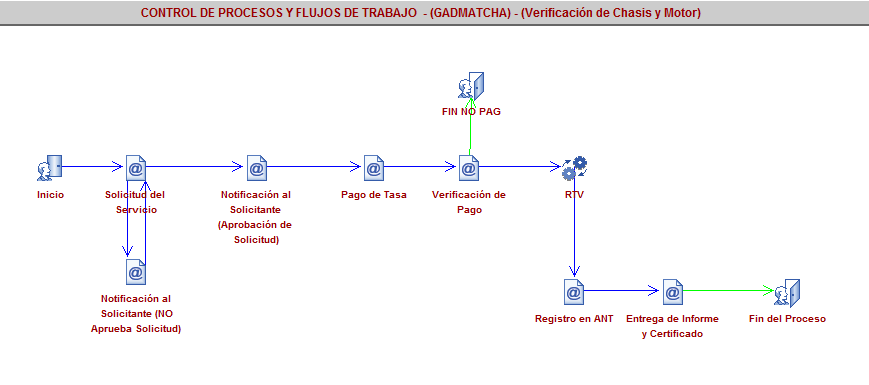 CONTROL DE PROCESOS Y FLUJOS DE TRABAJO - (GADMATCHA) - (Verificación de Chasis y Motor)
FIN NO PAG
Inicio
Solicitud del
Servicio
Notificación al
Solicitante
(Aprobación de
Solicitud)
Pago de Tasa
Verificación de
Pago
RTV
Notificación al
Solicitante (NO
Aprueba Solicitud)
Registro en ANT
Entrega de Informe
y Certificado
Fin del Proceso